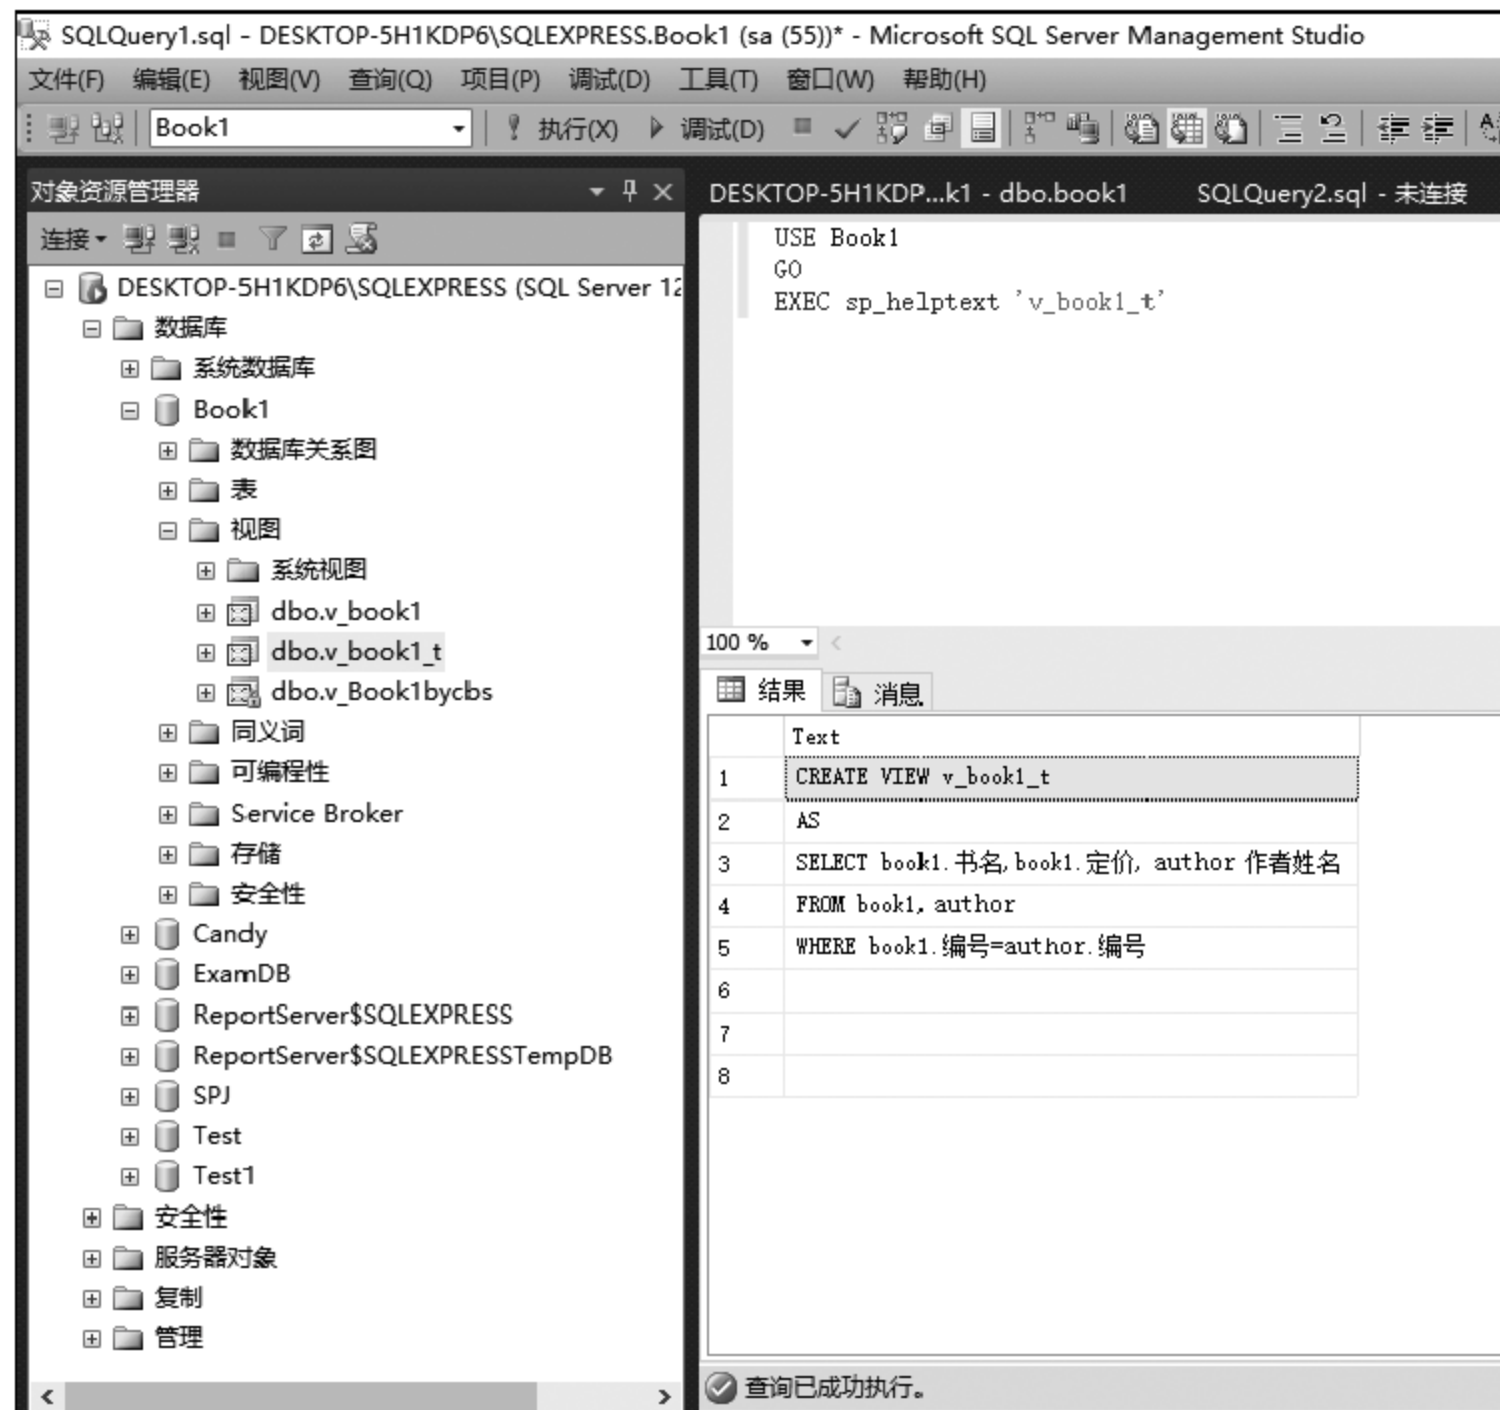 SQLQuery1.sql - DESKTOP-5H1KDP6\SQLEXPRESS.Book1 (sa (55))* - Microsoft SQL Server Management Studio
文件(F) 编辑(E) 视图(V) 查询(Q) 项目(P) 调试(D) 工具(T) 窗口(W) 帮助(H)
Book1 执行(X) 调试(D)
对象资源管理器
连接
DESKTOP-5H1KDP6\SQLEXPRESS (SQL Server 12
数据库
系统数据库
Book1
数据库关系图
表
视图
系统视图
dbo.v_book1
dbo.v_book1_t
dbo.v_Book1bycbs
同义词
可编程性
Service Broker
存储
安全性
Candy
ExamDB
ReportServer$SQLEXPRESS
ReportServer$SQLEXPRESSTempDB
SPJ
Test
Test1
安全性
服务器对象
复制
管理
DESKTOP-5H1KDP...k1 - dbo.book1 SQLQuery2.sql - 未连接
USE Book1
GO
EXEC sp_helptext 'v_book1_t'
100 %
结果 消息
Text
1 CREATE VIEW v_book1_t
2 AS
3 SELECT book1.书名,book1.定价, author 作者姓名
4 FROM book1, author
5 WHERE book1.编号=author.编号
6
7
8
查询已成功执行。